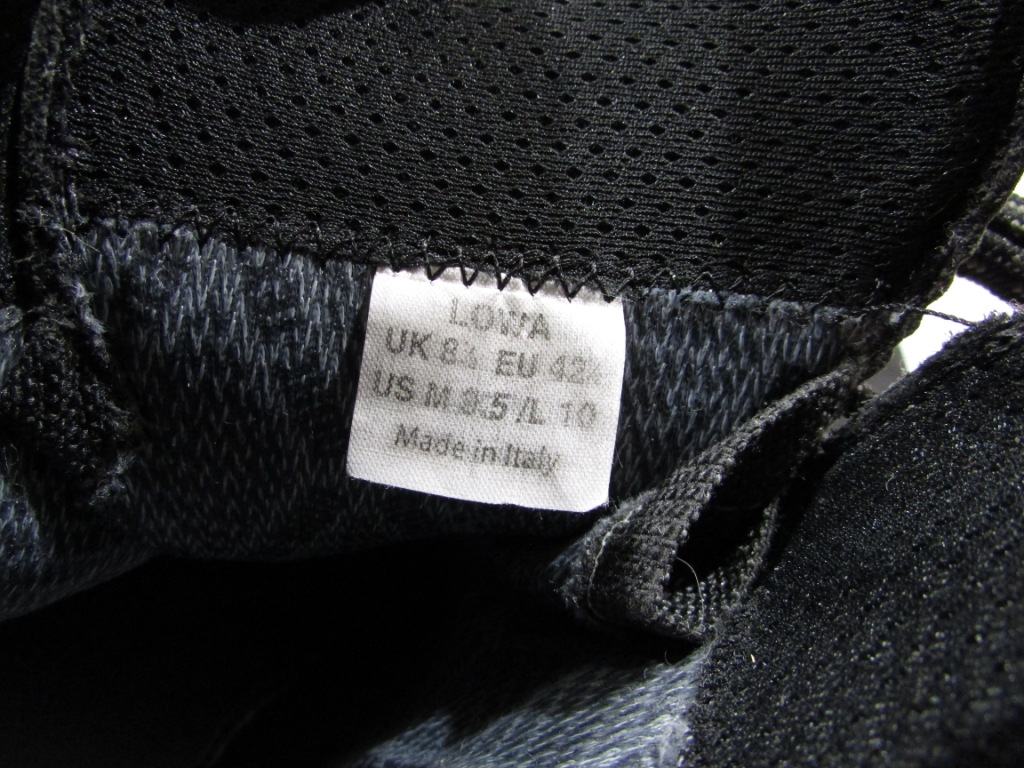 LOWA
UK 8½ EU 42½
US M 9.5/L 10
Made in Italy